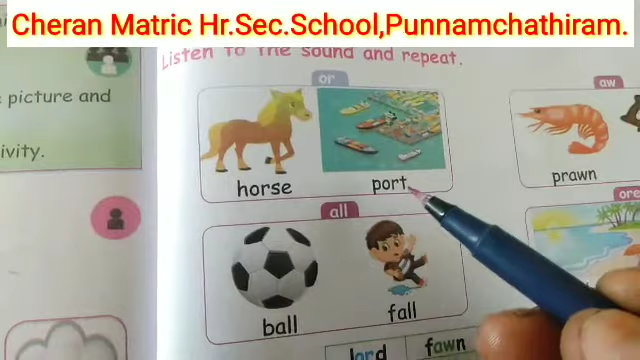 Cheran Matric Hr.Sec.School,Punnamchathiram.
Listen to the sound and repeat.
picture and
ivity.
or
horse
port
aw
prawn
all
ball
fall
ore
lord
fawn